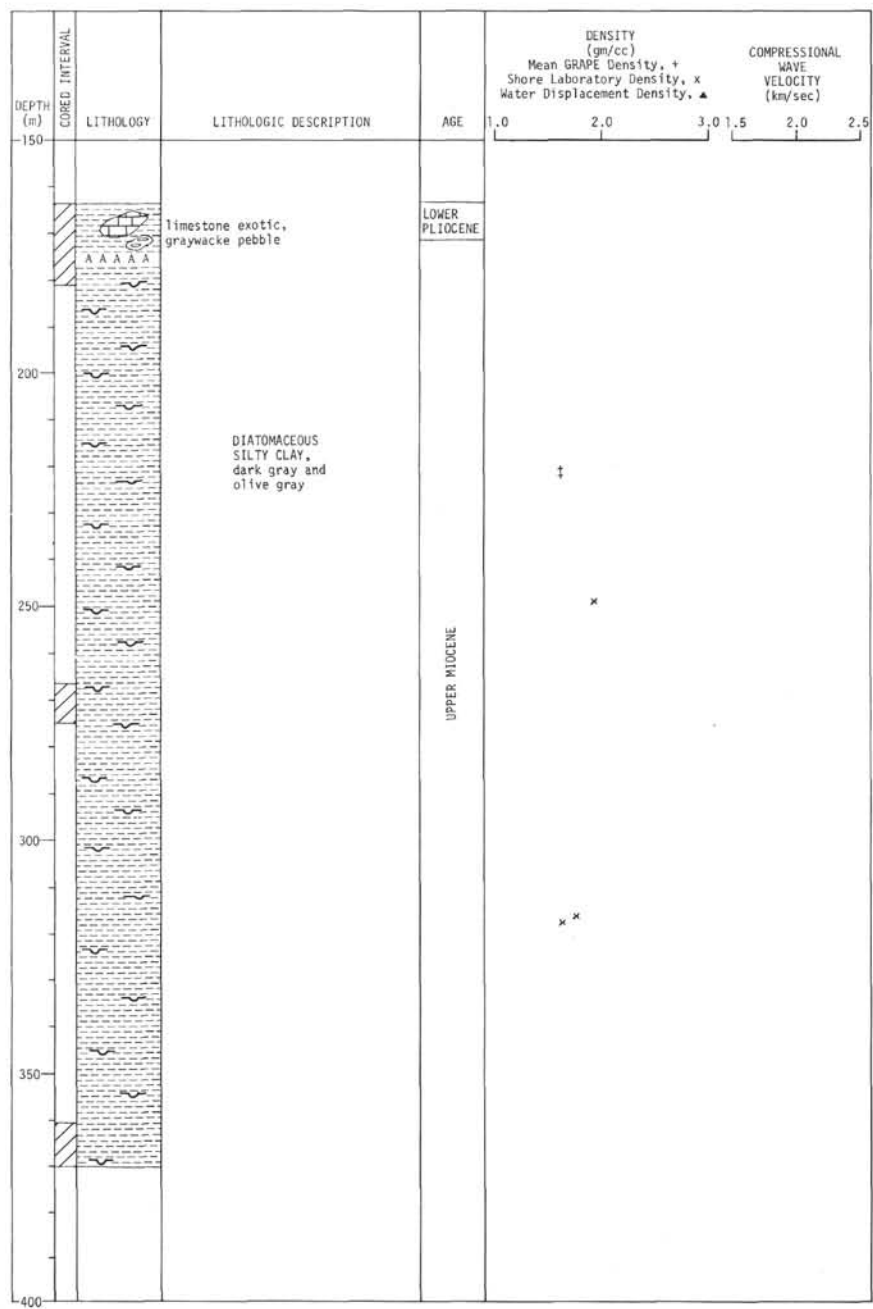 DEPTH
(m)
CORED INTERVAL
LITHOLOGY
LITHOLOGIC DESCRIPTION
AGE
DENSITY
(gm/cc)
Mean GRAPE Density, +
Shore Laboratory Density, x
Water Displacement Density, ▲
1.0 2.0 3.0
COMPRESSIONAL
WAVE
VELOCITY
(km/sec)
1.5 2.0 2.5
150
limestone exotic,
graywacke pebble
A A A A A
LOWER
PLIOCENE
200
DIATOMACEOUS
SILTY CLAY,
dark gray and
olive gray
250
UPPER MIOCENE
300
350
400